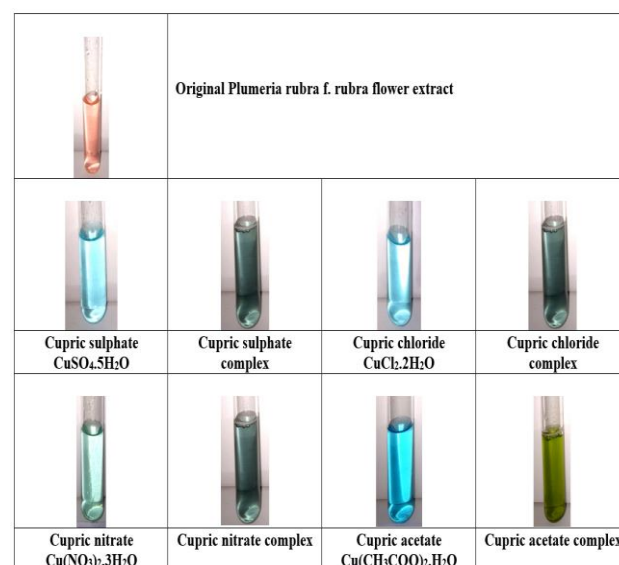 Original Plumeria rubra f. rubra flower extract
Cupric sulphate
CuSO₄.5H₂O
Cupric sulphate
complex
Cupric chloride
CuCl₂.2H₂O
Cupric chloride
complex
Cupric nitrate
Cu(NO₃)₂.3H₂O
Cupric nitrate complex
Cupric acetate
Cu(CH₃COO)₂.H₂O
Cupric acetate complex